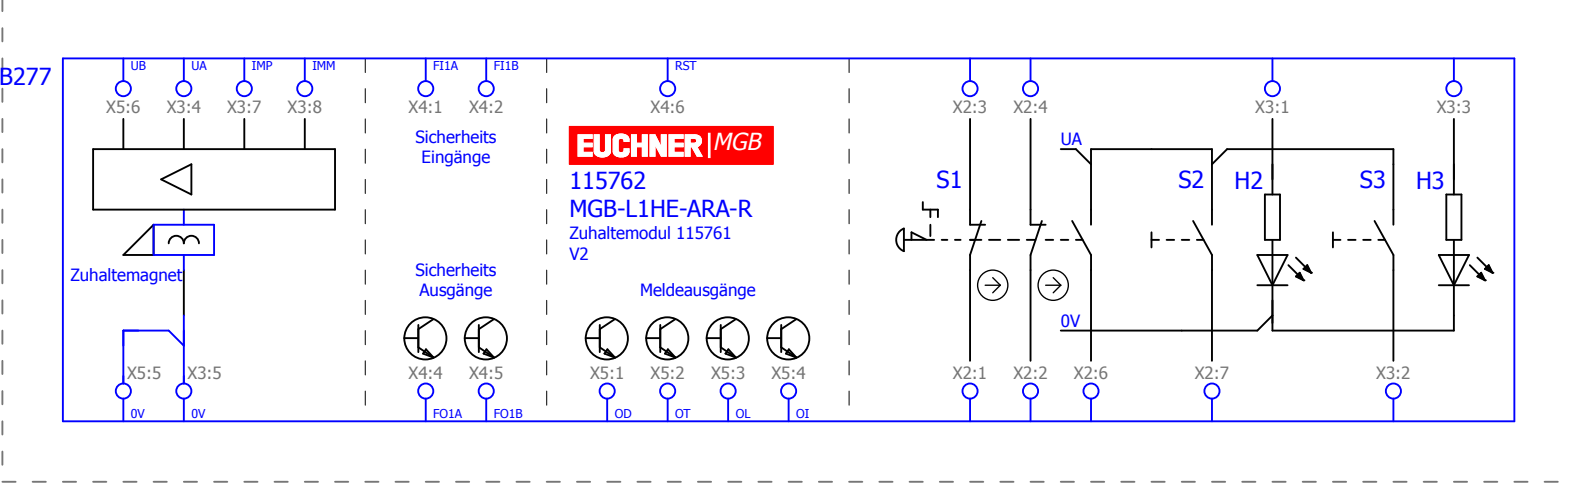 B277
UB UA IMP IMM FI1A FI1B RST
X5:6 X3:4 X3:7 X3:8 X4:1 X4:2 X4:6 X2:3 X2:4 X3:1 X3:3
Sicherheits
Eingänge
EUCHNER|MGB
115762
MGB-L1HE-ARA-R
Zuhaltemodul 115761
V2
UA
S1 S2 H2 S3 H3
Zuhaltemagnet
Sicherheits
Ausgänge
Meldeausgänge
0V
X5:5 X3:5 X4:4 X4:5 X5:1 X5:2 X5:3 X5:4 X2:1 X2:2 X2:6 X2:7 X3:2
0V 0V FO1A FO1B OD OT OL OI